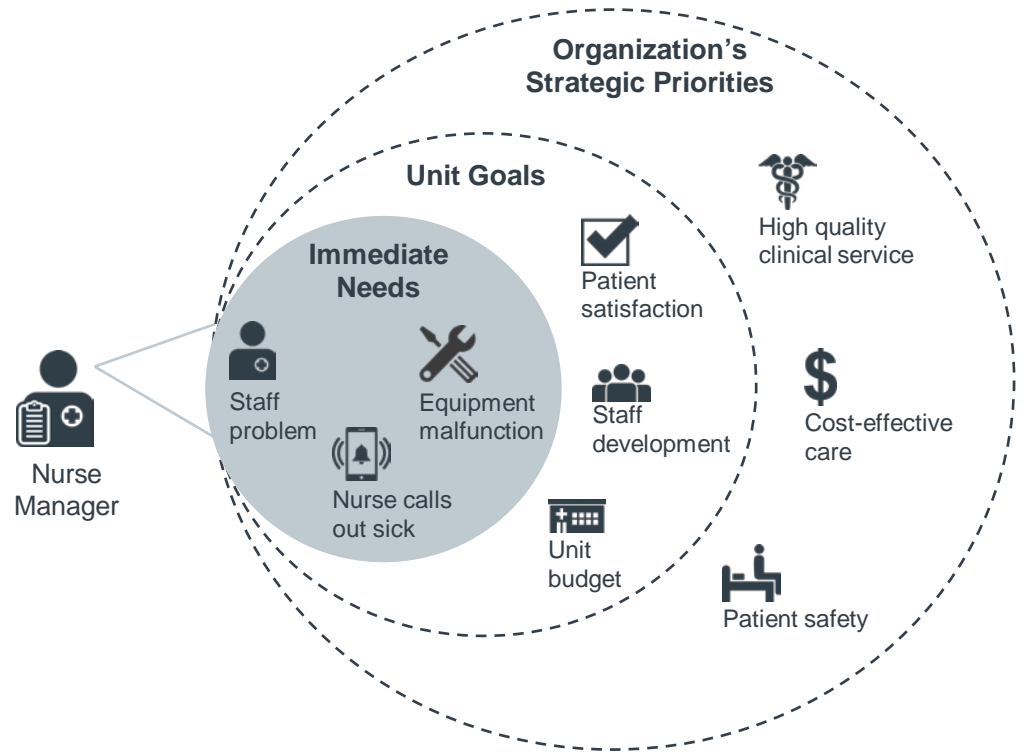 Organization’s
Strategic Priorities
Unit Goals
Immediate
Needs
High quality
clinical service
Patient
satisfaction
Staff
problem
Equipment
malfunction
Staff
development
Cost-effective
care
Nurse
Manager
Nurse calls
out sick
Unit
budget
Patient safety
$